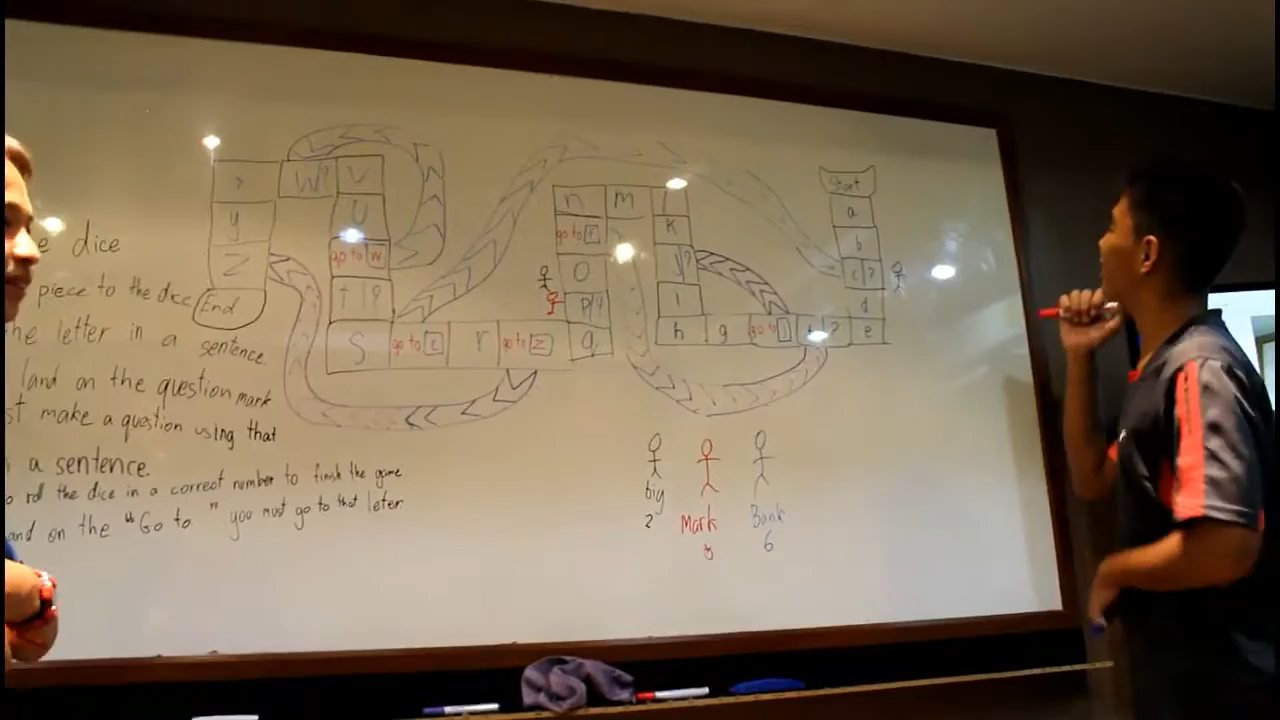 e dice
piece to the dice
he letter in a sentence.
land on the question mark
st make a question using that
a sentence.
o roll the dice in a correct number to finish the game
and on the "Go to " you must go to that leter
y
z
End
W?
V
U
go to w
t ?
S
go to c
r
go to z
q
p ?
O
go to
n
m
k
J?
i
h
g
go to
Start
a
b
c ?
d
e
big
2
Mark
Bank
6